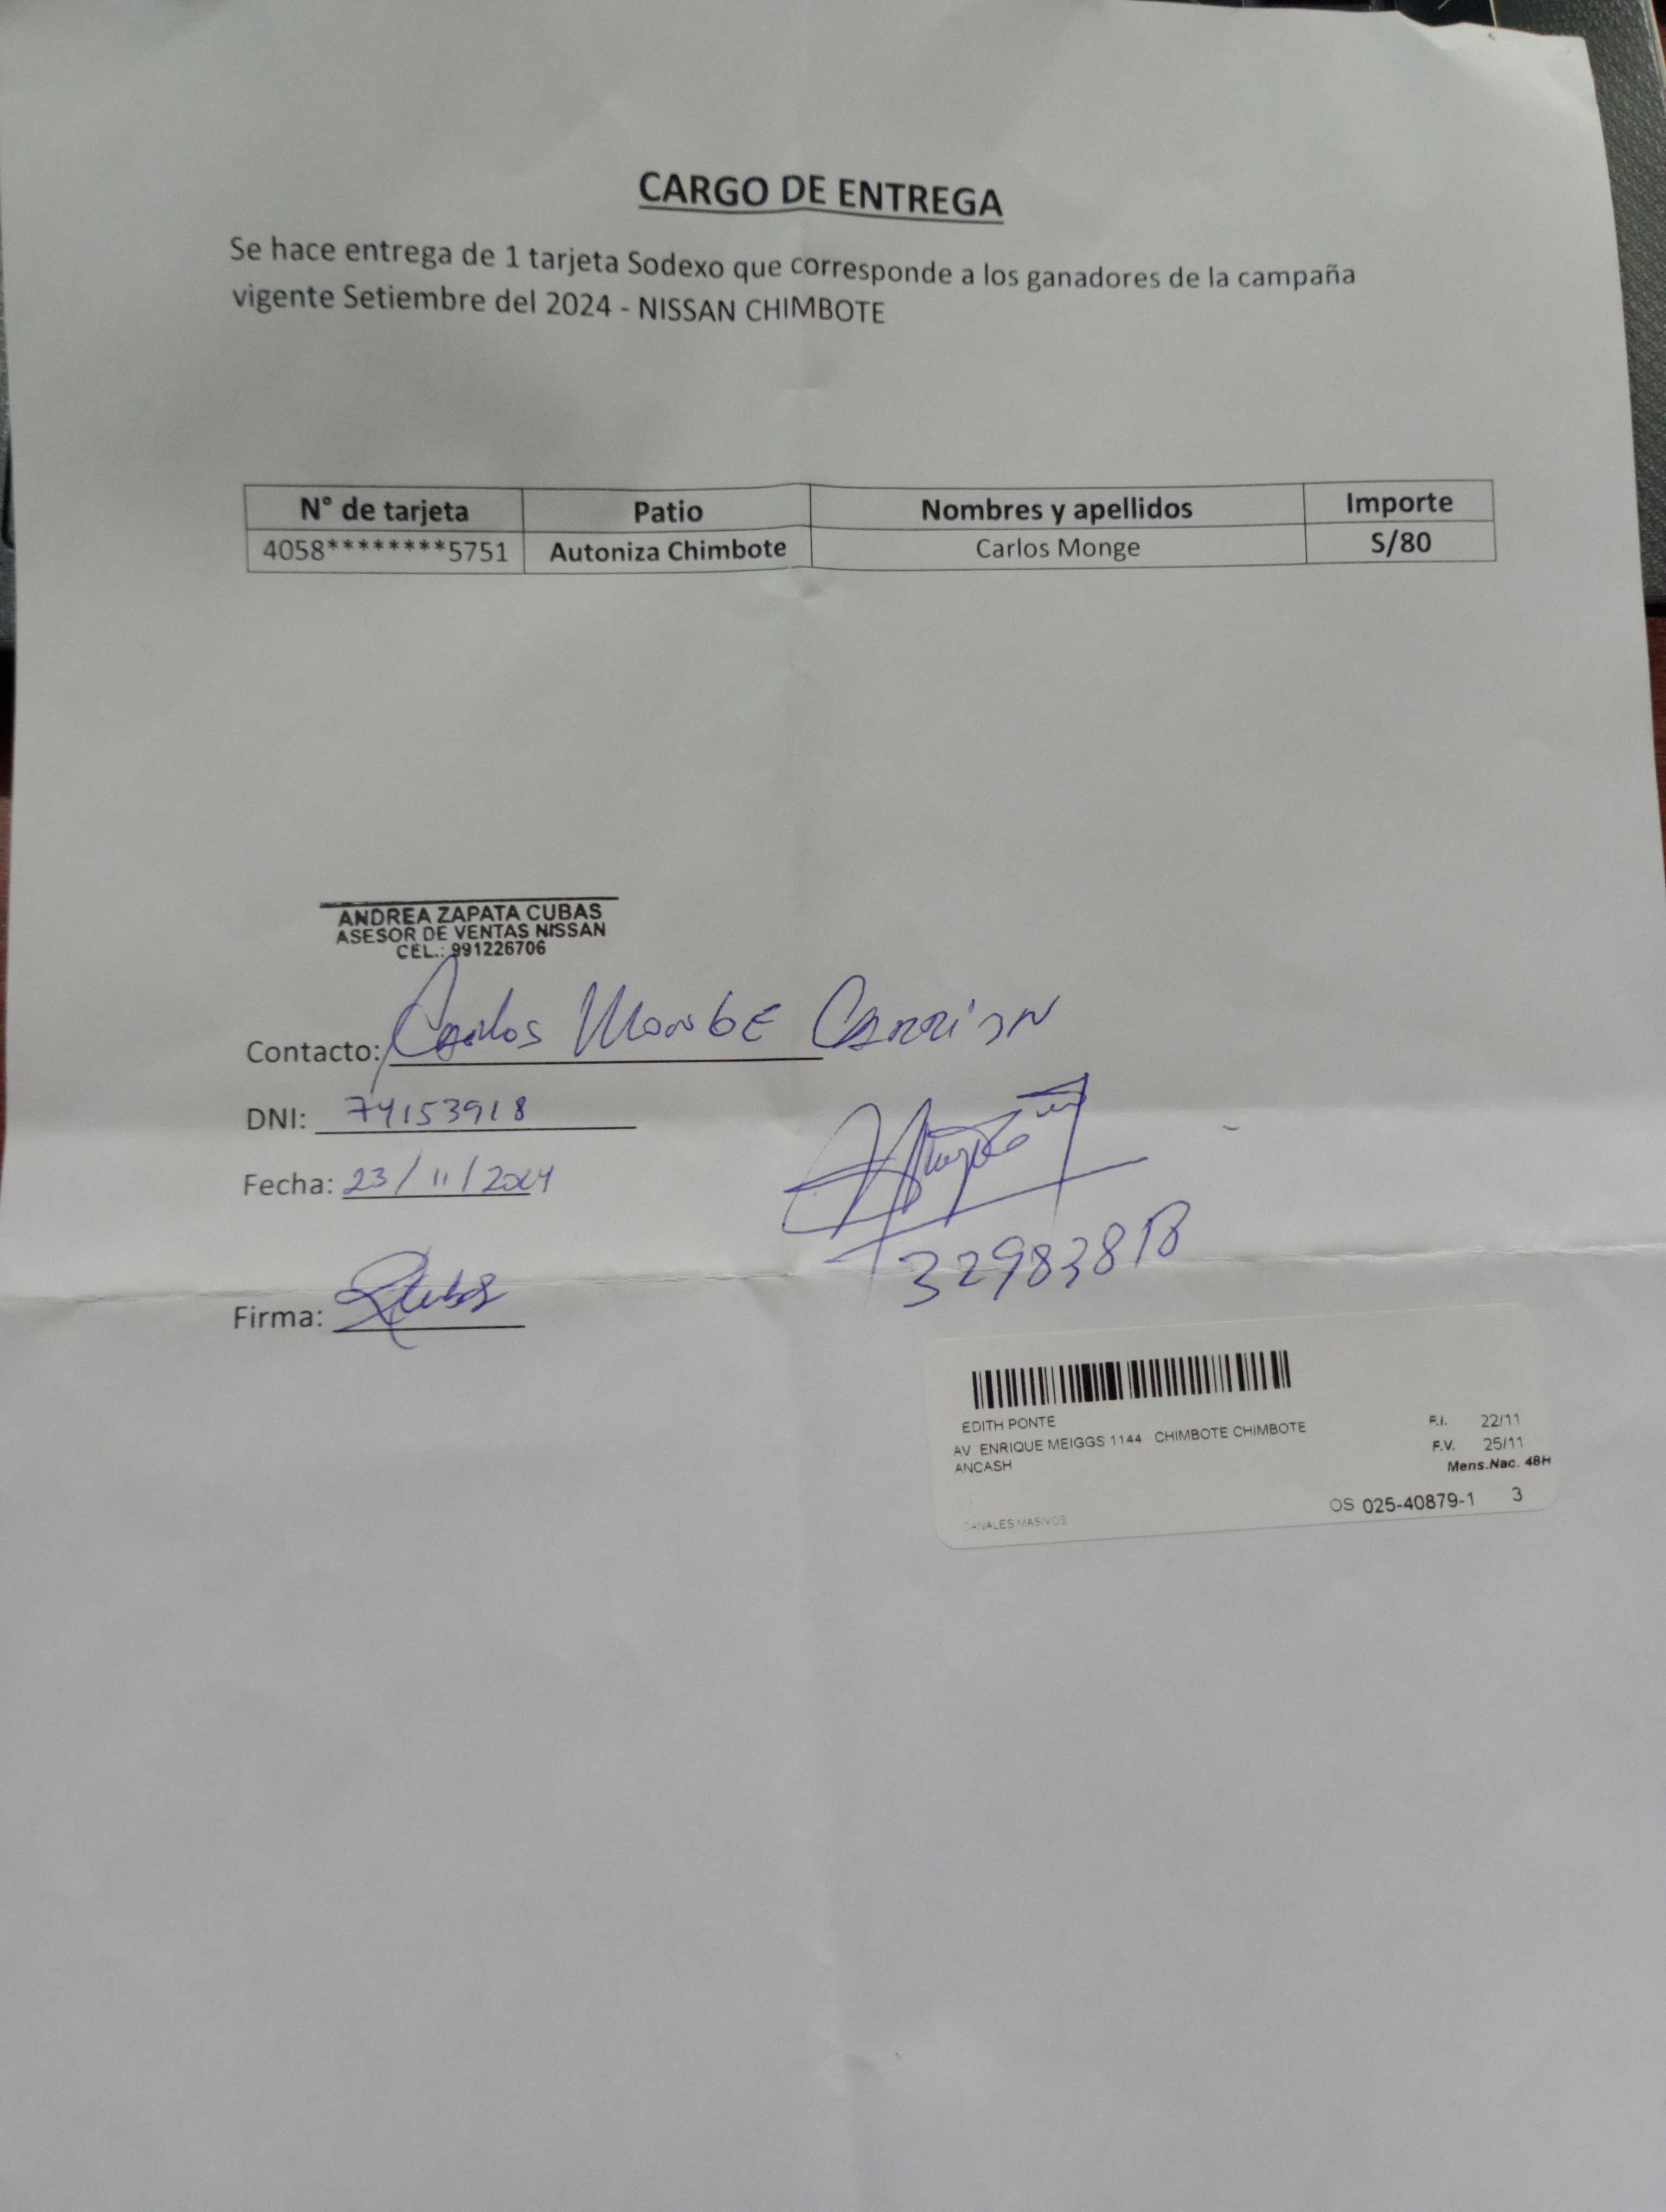 CARGO DE ENTREGA
Se hace entrega de 1 tarjeta Sodexo que corresponde a los ganadores de la campaña
vigente Setiembre del 2024 - NISSAN CHIMBOTE
N° de tarjeta Patio Nombres y apellidos Importe
4058********5751 Autoniza Chimbote Carlos Monge S/80
ANDREA ZAPATA CUBAS
ASESOR DE VENTAS NISSAN
CEL.: 991226706
Contacto: Carlos Monge Carrion
DNI: 74153918
Fecha: 23/11/2024
Firma:
EDITH PONTE
AV ENRIQUE MEIGGS 1144 CHIMBOTE CHIMBOTE
ANCASH
F.I. 22/11
F.V. 25/11
Mens.Nac. 48H
OS 025-40879-1 3
CANALES MASIVOS